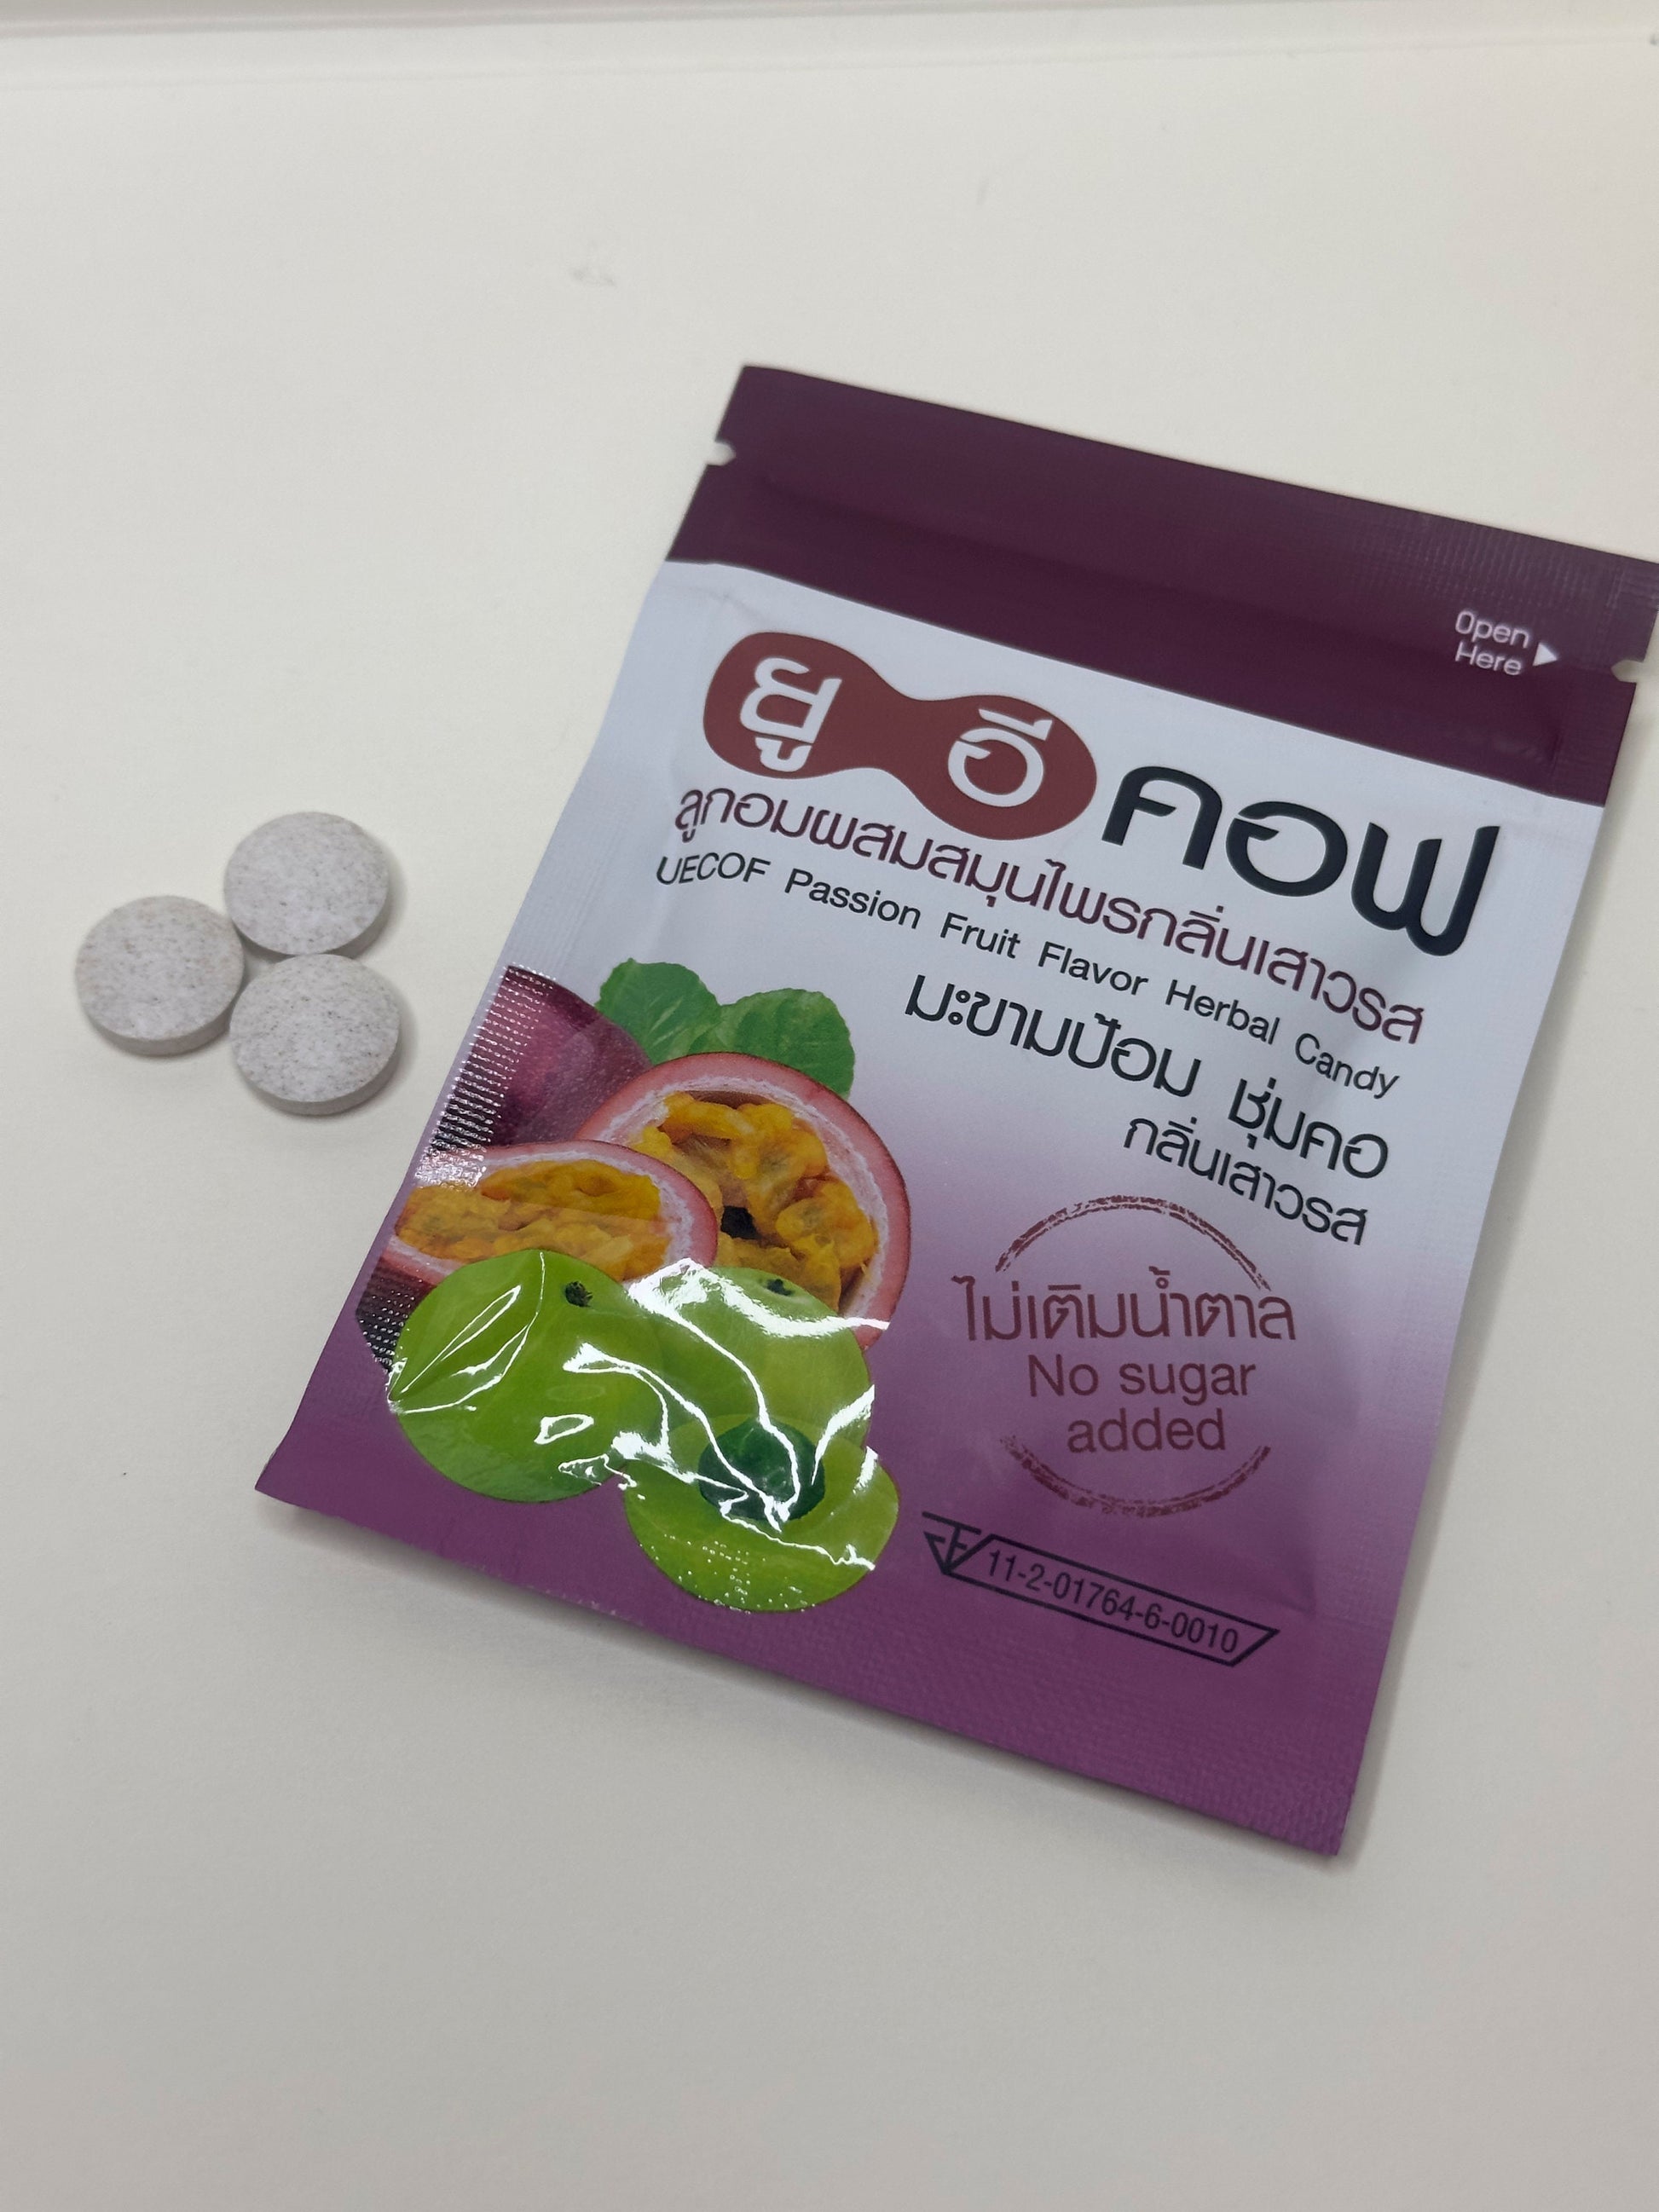 Open
Here
ยูอีคอฟ
ลูกอมผสมสมุนไพรกลิ่นเสาวรส
UECOF Passion Fruit Flavor Herbal Candy
มะขามป้อม ชุ่มคอ
กลิ่นเสาวรส
ไม่เติมน้ำตาล
No sugar
added
11-2-01764-6-0010